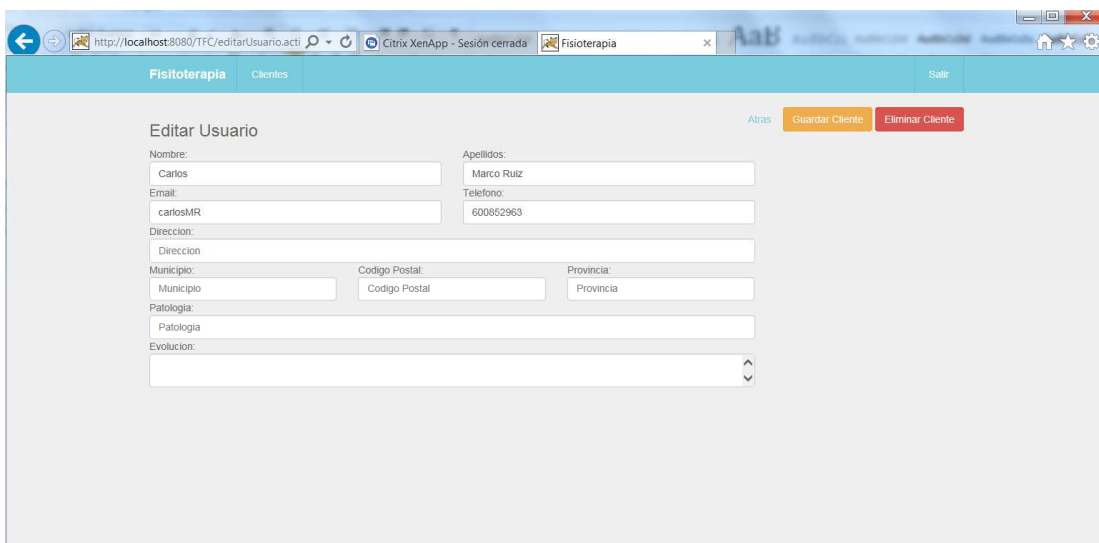 http://localhost:8080/TFC/editarUsuario.acti Citrix XenApp - Sesión cerrada Fisioterapia
Fisitoterapia Clientes Salir
Atras Guardar Cliente Eliminar Cliente
Editar Usuario
Nombre: Apellidos:
Carlos Marco Ruiz
Email: Telefono:
carlosMR 600852963
Direccion:
Direccion
Municipio: Codigo Postal: Provincia:
Municipio Codigo Postal Provincia
Patologia:
Patologia
Evolucion: